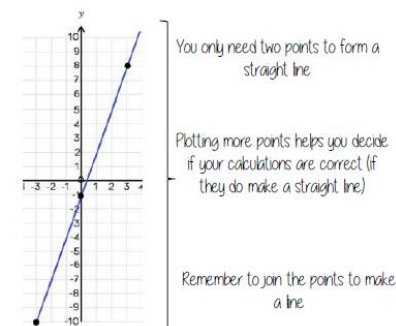 y
10
9
8
7
6
5
4
3
2
1
0
-3 -2 -1 1 2 3
-2
-3
-4
-5
-6
-7
-8
-9
-10
You only need two points to form a
straight line
Plotting more points helps you decide
if your calculations are correct (if
they do make a straight line)
Remember to join the points to make
a line